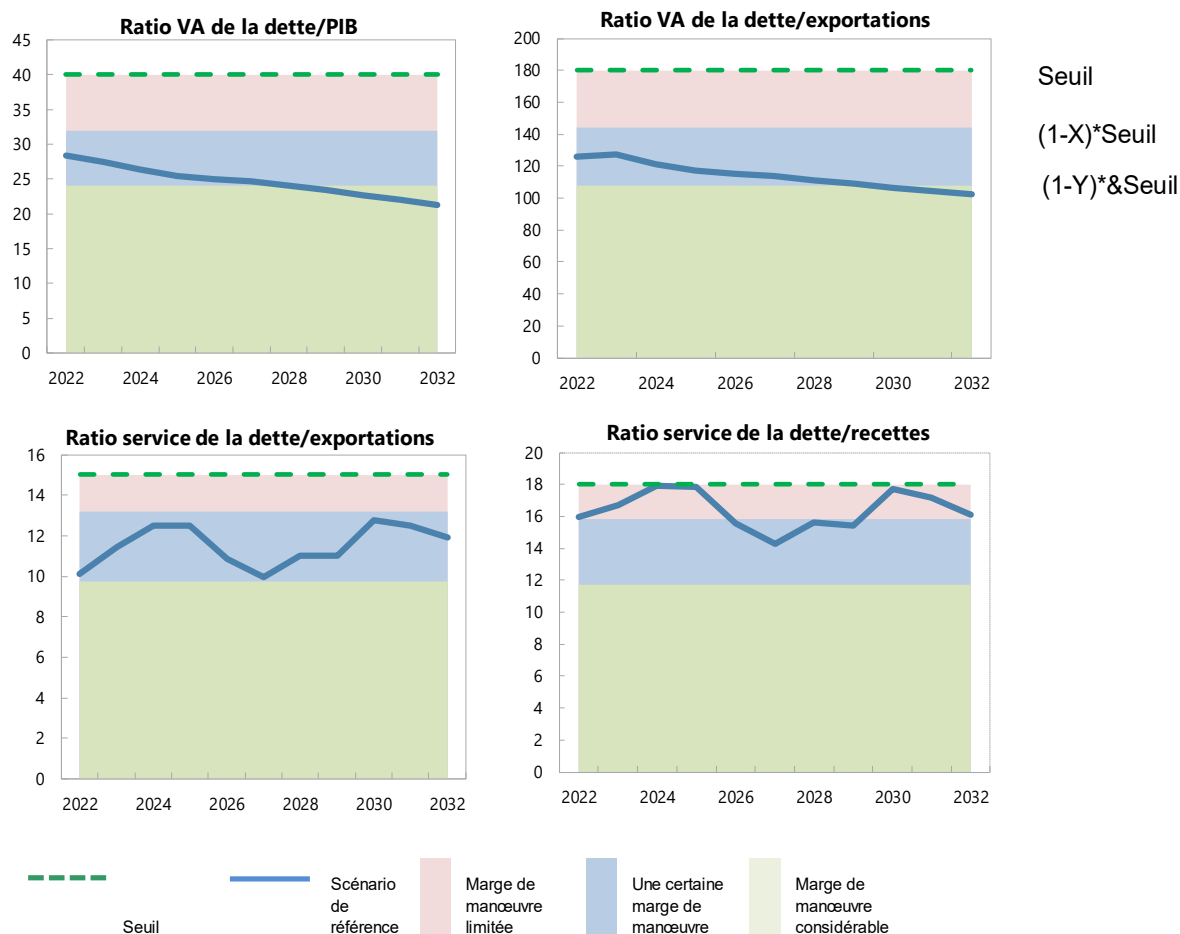 Ratio VA de la dette/PIB
45
40
35
30
25
20
15
10
5
0
2022 2024 2026 2028 2030 2032
Ratio VA de la dette/exportations
200
180
160
140
120
100
80
60
40
20
0
2022 2024 2026 2028 2030 2032
Seuil
(1-X)*Seuil
(1-Y)*&Seuil
Ratio service de la dette/exportations
16
14
12
10
8
6
4
2
0
2022 2024 2026 2028 2030 2032
Ratio service de la dette/recettes
20
18
16
14
12
10
8
6
4
2
0
2022 2024 2026 2028 2030 2032
Seuil
Scénario
de
référence
Marge de
manœuvre
limitée
Une certaine
marge de
manœuvre
Marge de
manœuvre
considérable